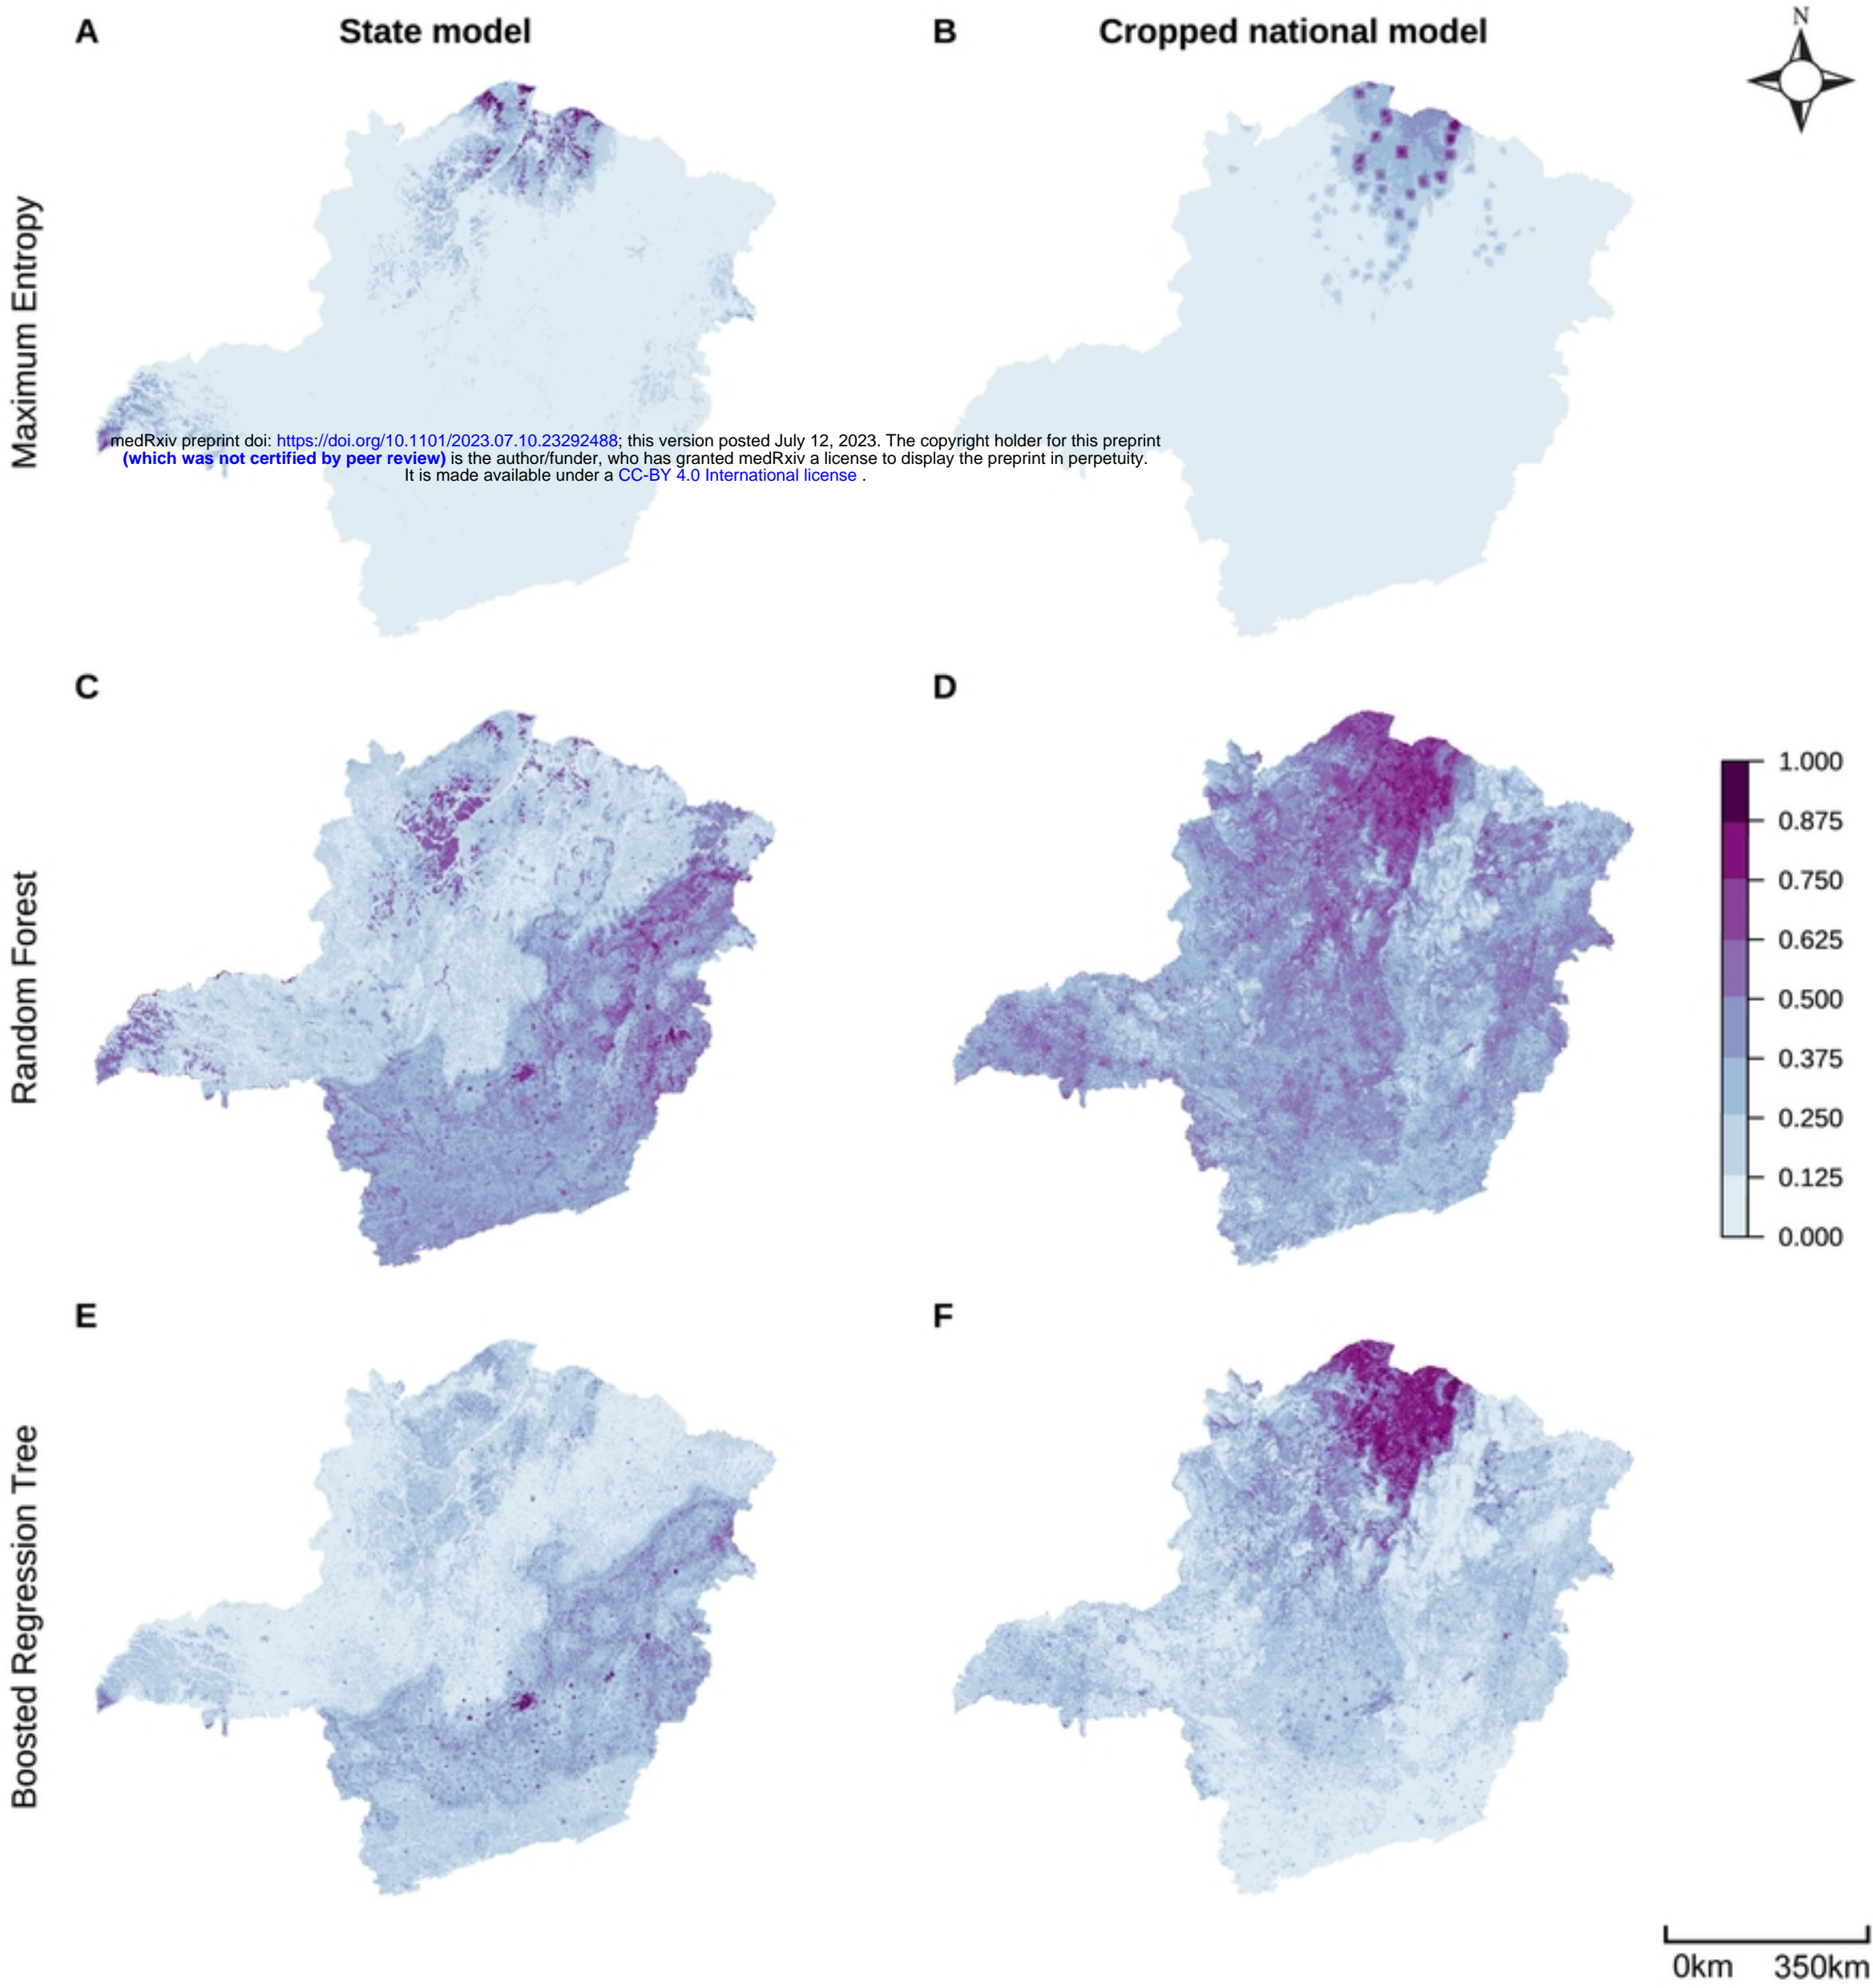 A State model B Cropped national model N
Maximum Entropy
medRxiv preprint doi: https://doi.org/10.1101/2023.07.10.23292488; this version posted July 12, 2023. The copyright holder for this preprint
(which was not certified by peer review) is the author/funder, who has granted medRxiv a license to display the preprint in perpetuity.
It is made available under a CC-BY 4.0 International license .
C D
Random Forest
1.000
0.875
0.750
0.625
0.500
0.375
0.250
0.125
0.000
E F
Boosted Regression Tree
0km 350km